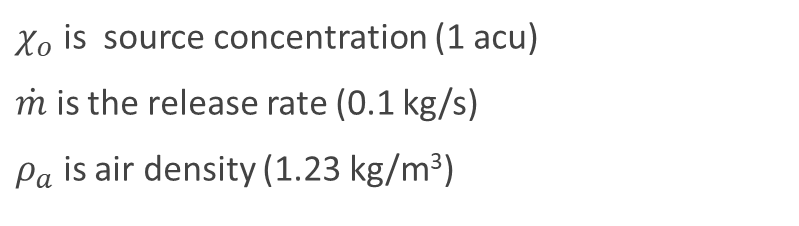 χₒ is source concentration (1 acu)
ṁ is the release rate (0.1 kg/s)
ρₐ is air density (1.23 kg/m³)